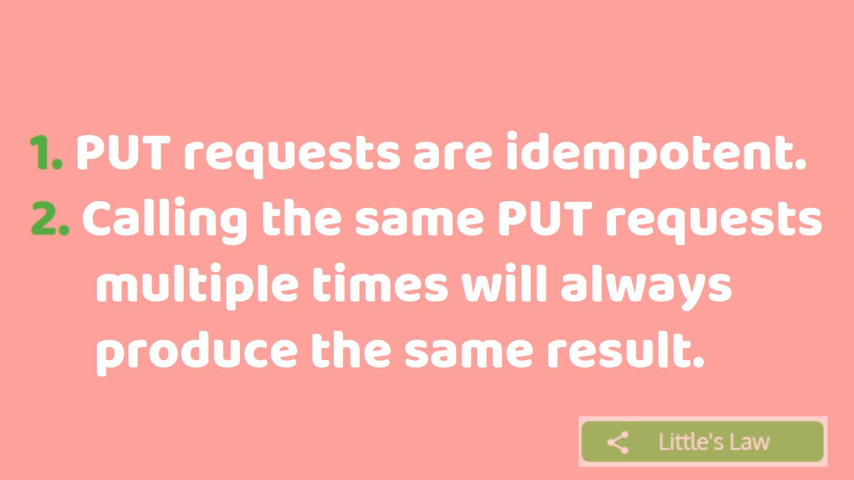 1. PUT requests are idempotent.
2. Calling the same PUT requests
multiple times will always
produce the same result.
Little's Law